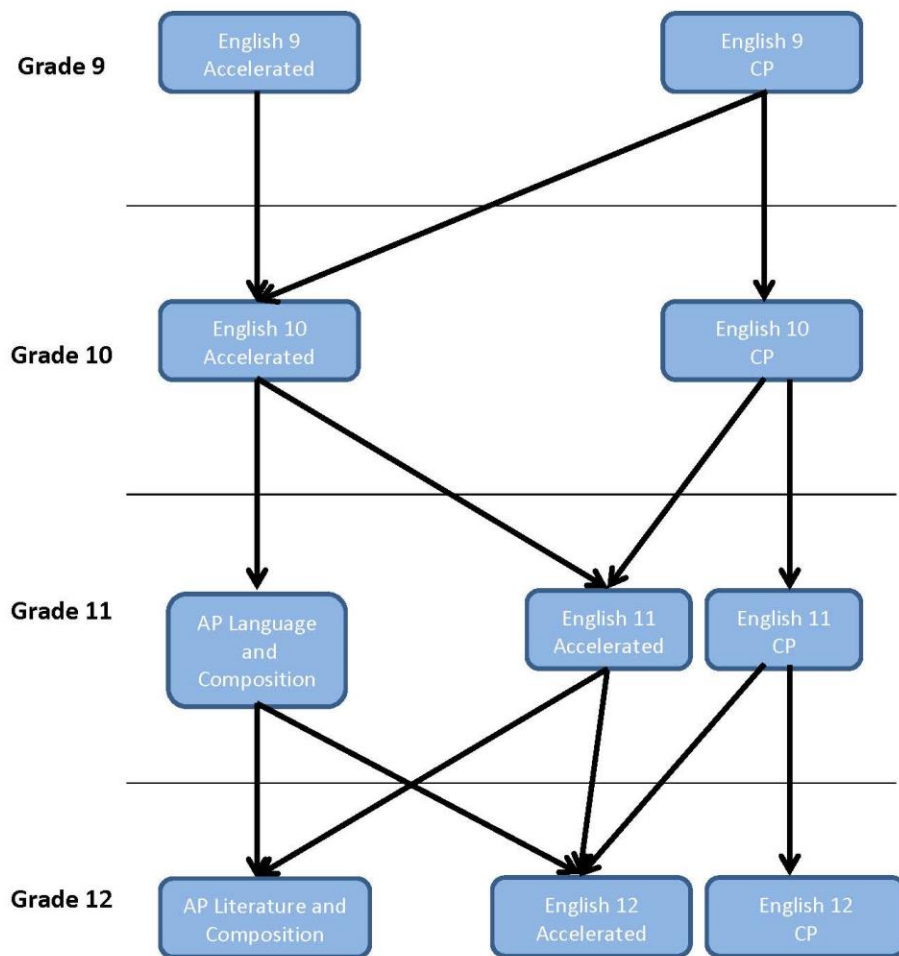 Grade 9
English 9
Accelerated
English 9
CP
Grade 10
English 10
Accelerated
English 10
CP
Grade 11
AP Language
and
Composition
English 11
Accelerated
English 11
CP
Grade 12
AP Literature and
Composition
English 12
Accelerated
English 12
CP